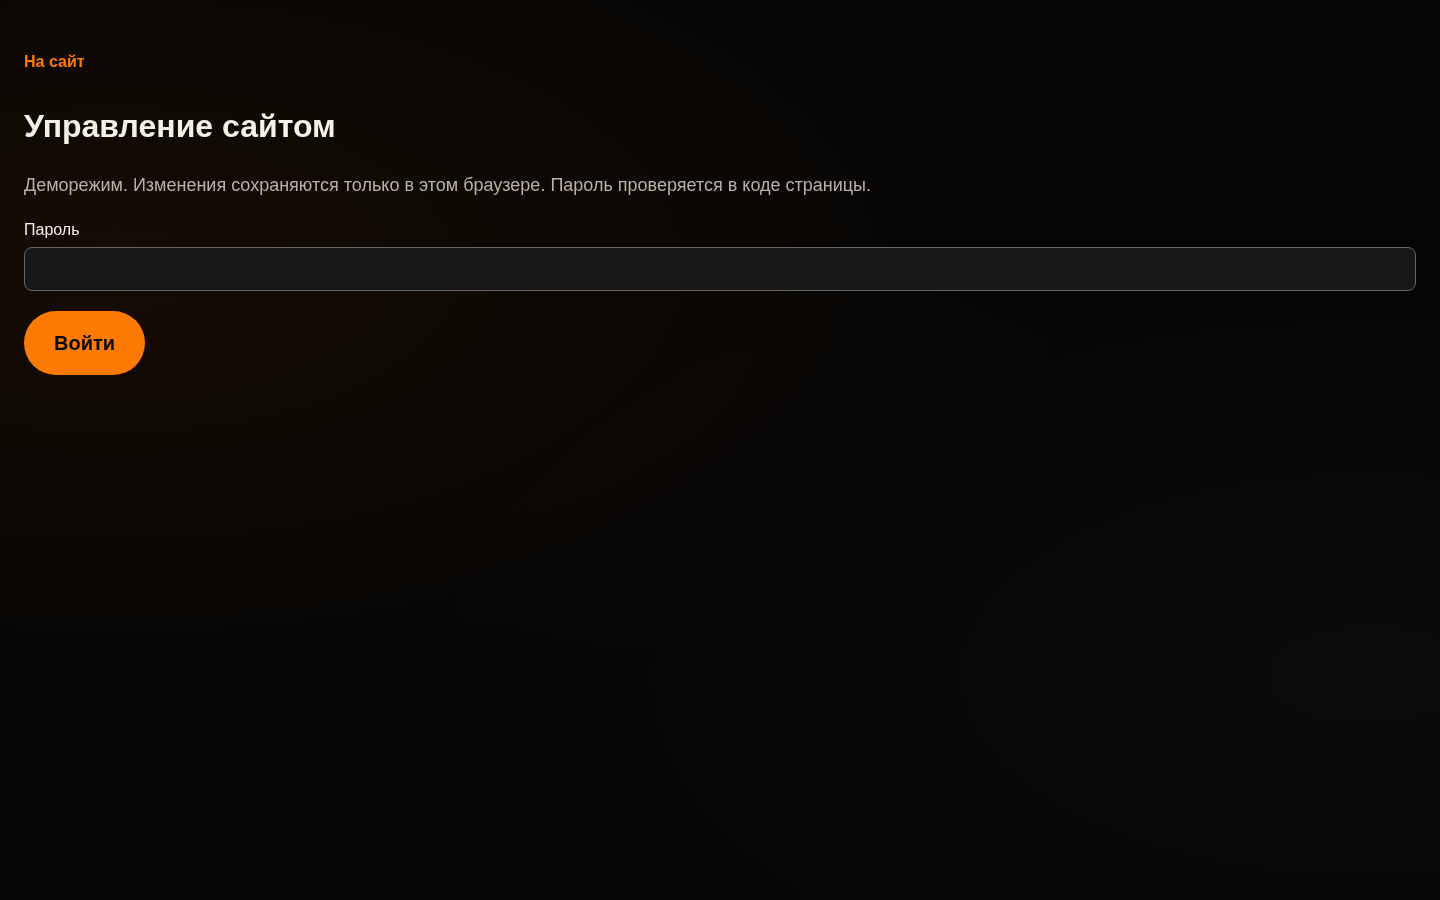 На сайт
Управление сайтом
Деморежим. Изменения сохраняются только в этом браузере. Пароль проверяется в коде страницы.
Пароль
Войти